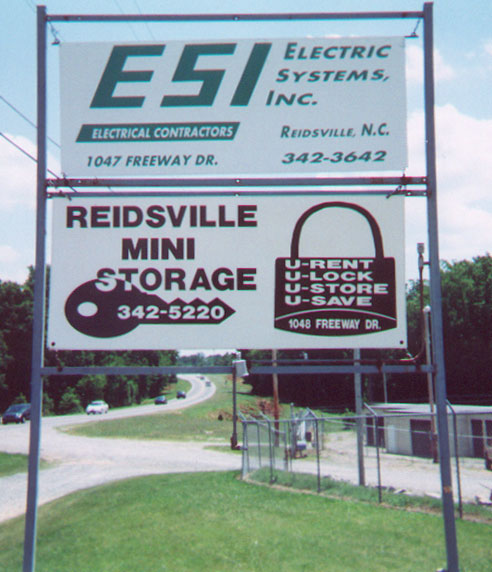 ESI ELECTRIC
SYSTEMS,
INC.
ELECTRICAL CONTRACTORS
REIDSVILLE, N.C.
1047 FREEWAY DR.
342-3642
REIDSVILLE
MINI
STORAGE
342-5220
U-RENT
U-LOCK
U-STORE
U-SAVE
1048 FREEWAY DR.